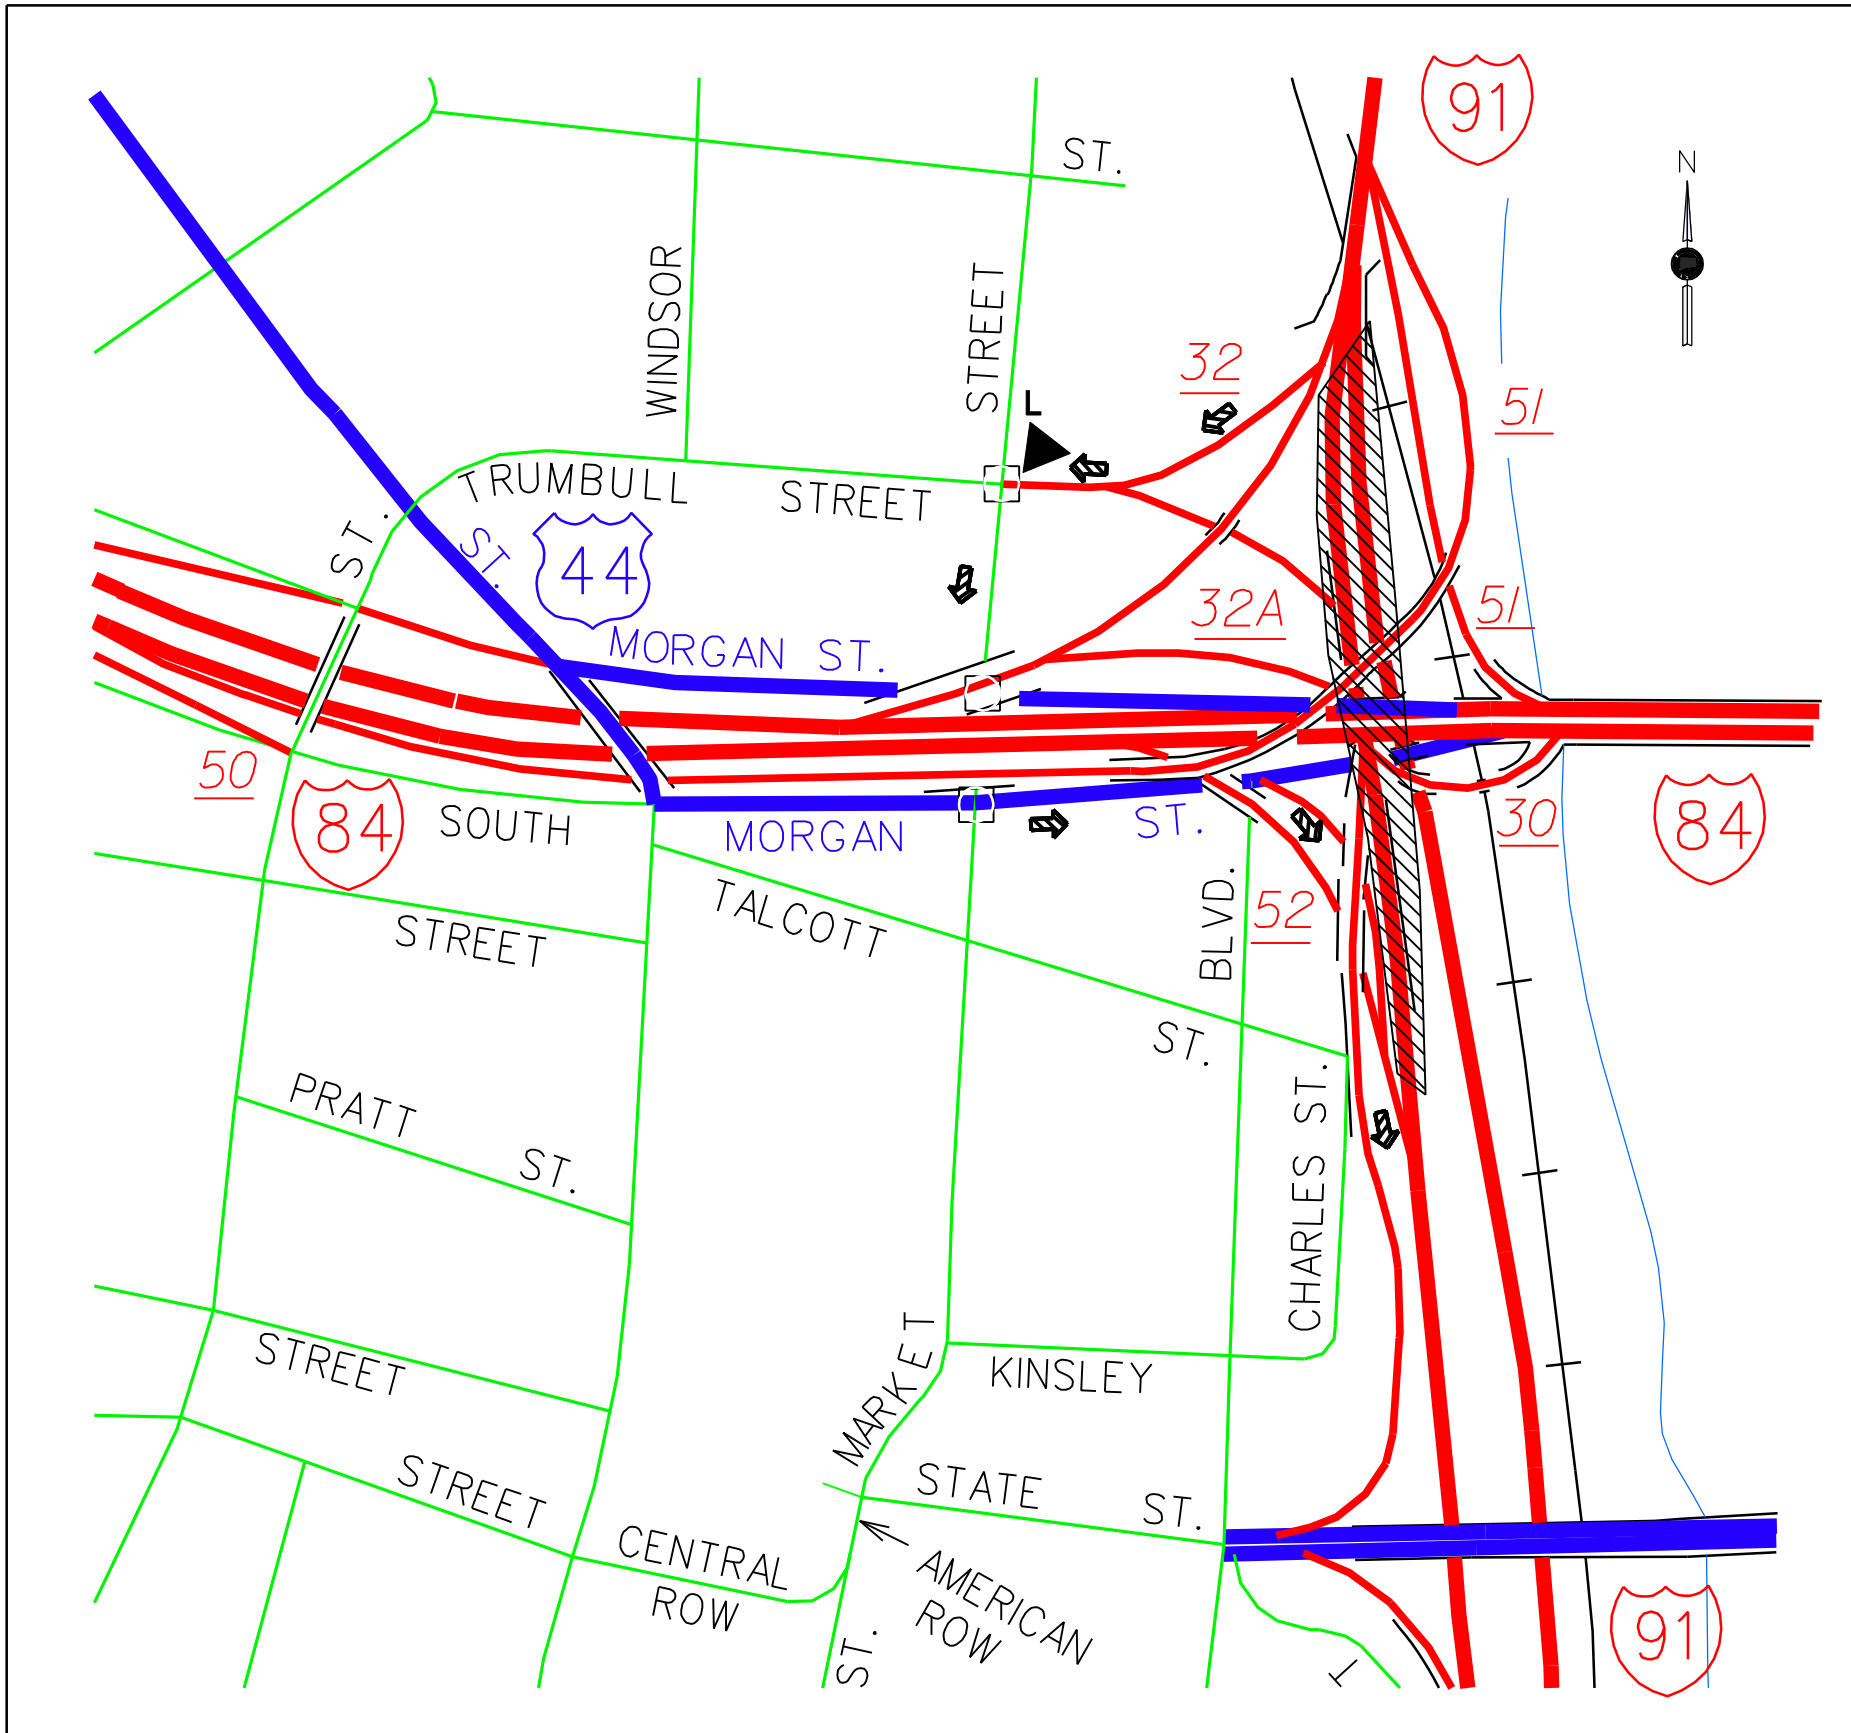 91
N
ST.
WINDSOR
STREET
32
51
L
TRUMBULL
STREET
ST.
ST.
44
32A
51
MORGAN ST.
50
84
SOUTH
MORGAN
ST.
30
84
STREET
TALCOTT
BLVD.
52
ST.
PRATT
ST.
CHARLES ST.
STREET
MARKET
KINSLEY
STREET
STATE
ST.
CENTRAL
ROW
AMERICAN
ROW
ST.
91